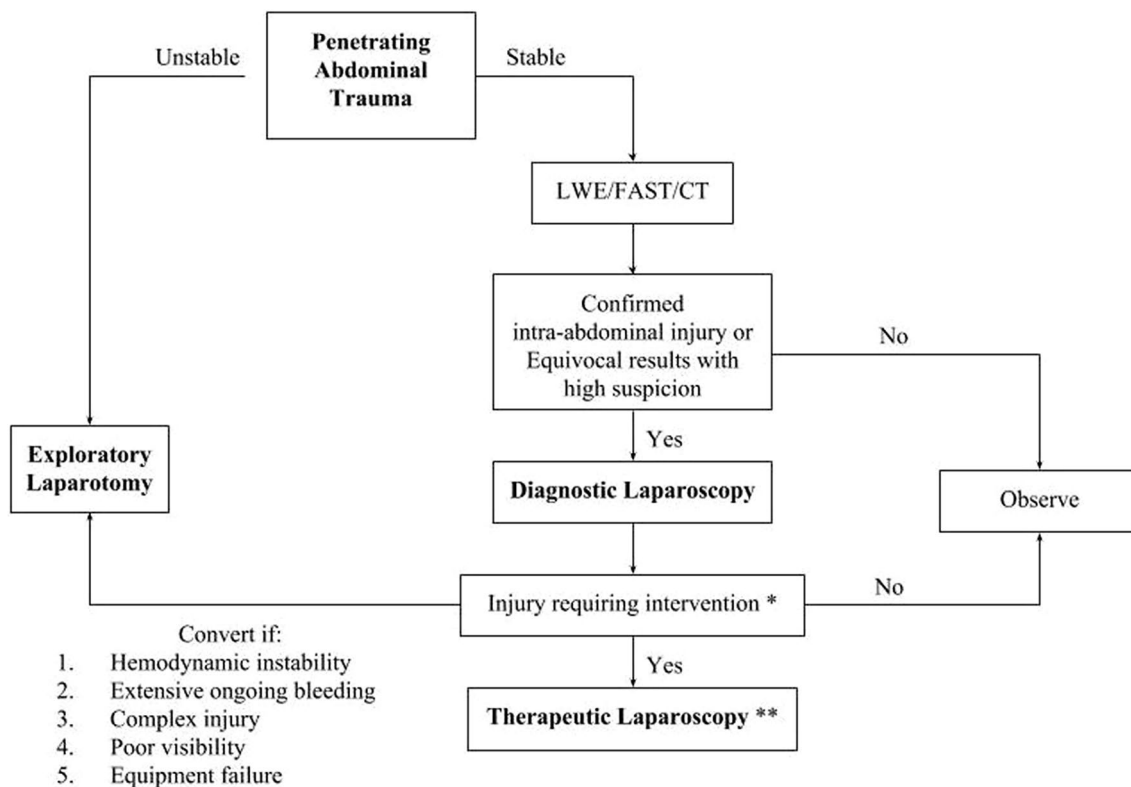 Penetrating
Abdominal
Trauma
Unstable
Stable
LWE/FAST/CT
Confirmed
intra-abdominal injury or
Equivocal results with
high suspicion
No
Yes
Exploratory
Laparotomy
Diagnostic Laparoscopy
Observe
Injury requiring intervention *
No
Yes
Therapeutic Laparoscopy **
Convert if:
1. Hemodynamic instability
2. Extensive ongoing bleeding
3. Complex injury
4. Poor visibility
5. Equipment failure